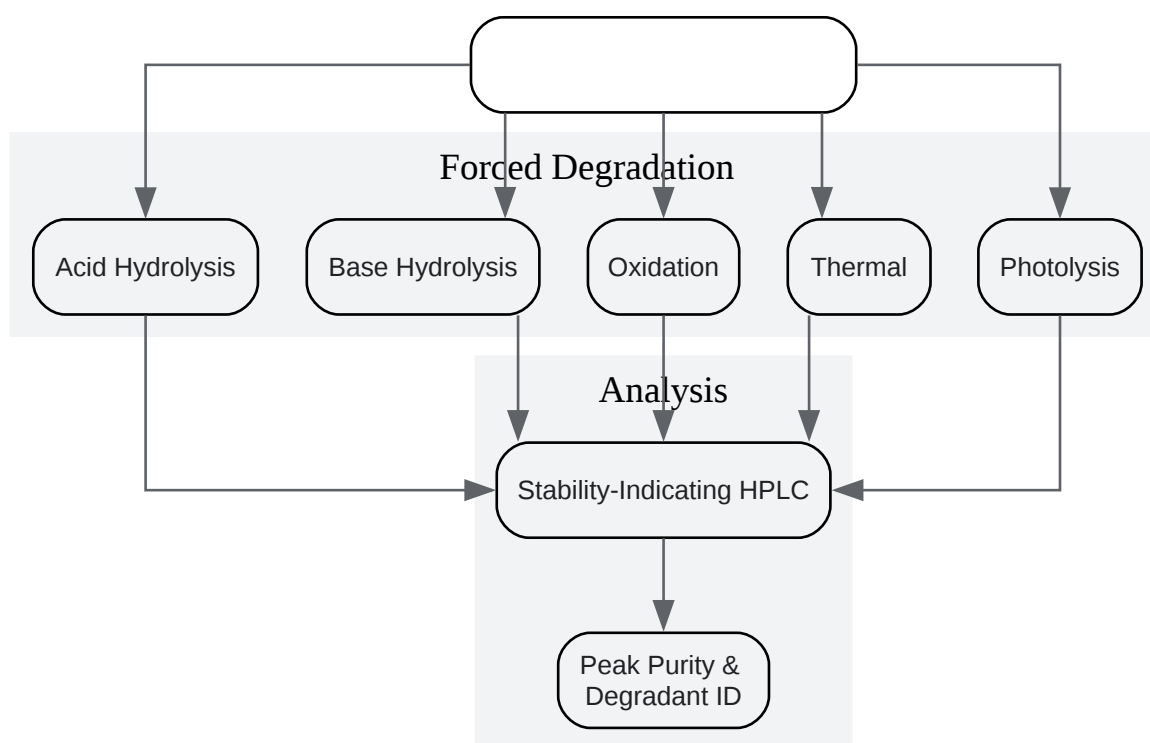 Forced Degradation
Acid Hydrolysis
Base Hydrolysis
Oxidation
Thermal
Photolysis
Analysis
Stability-Indicating HPLC
Peak Purity &
Degradant ID